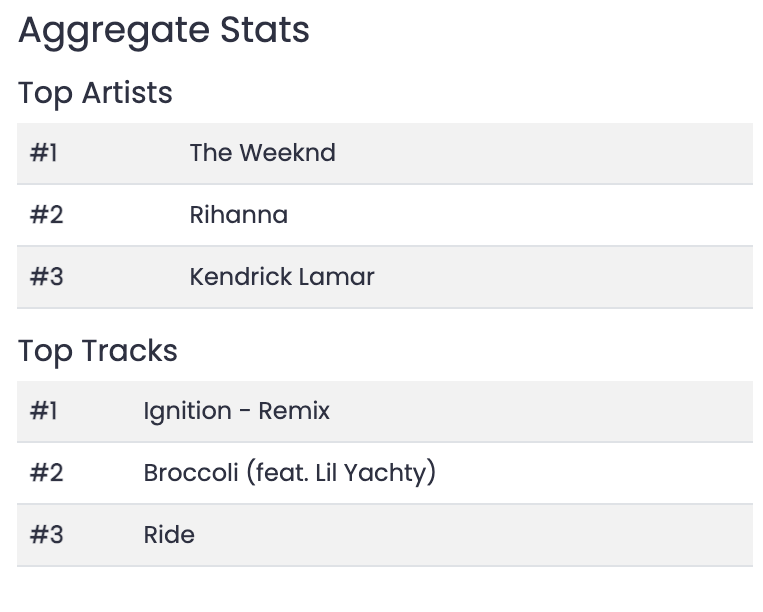 Aggregate Stats
Top Artists
#1 The Weeknd
#2 Rihanna
#3 Kendrick Lamar
Top Tracks
#1 Ignition - Remix
#2 Broccoli (feat. Lil Yachty)
#3 Ride